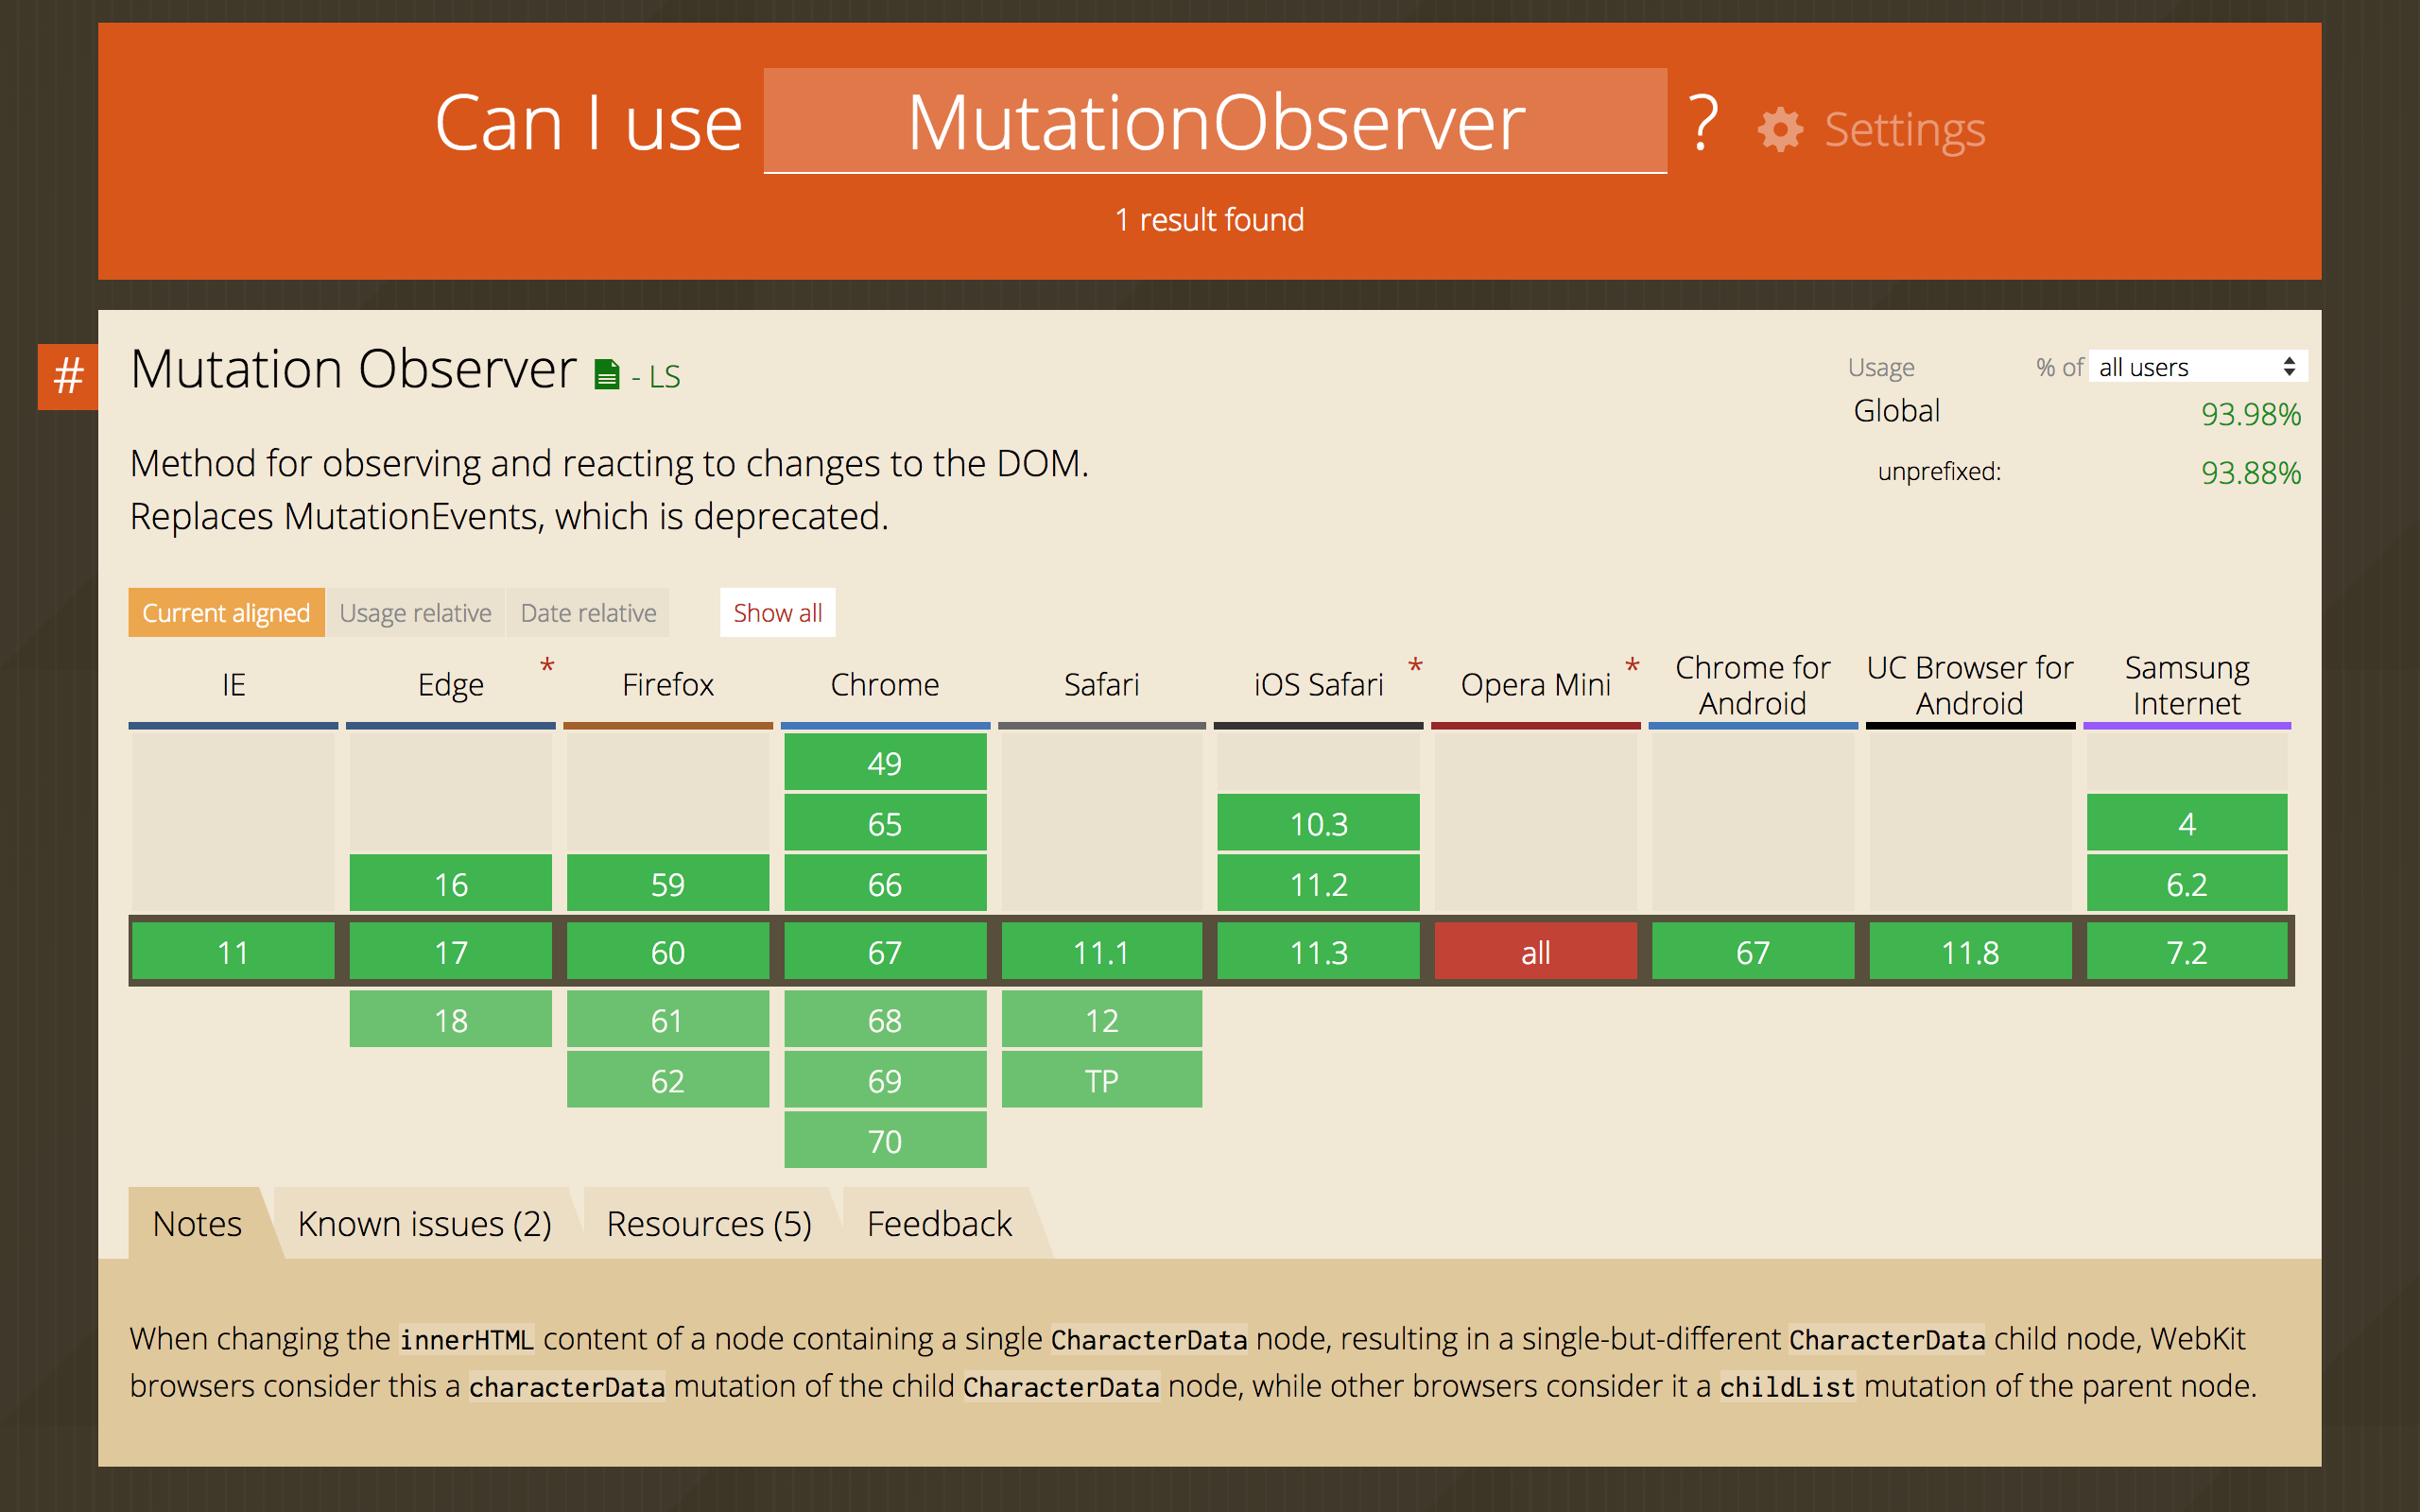 Can I use MutationObserver ? Settings
1 result found
#
Mutation Observer - LS
Usage % of all users
Global 93.98%
unprefixed: 93.88%
Method for observing and reacting to changes to the DOM.
Replaces MutationEvents, which is deprecated.
Current aligned Usage relative Date relative Show all
IE Edge * Firefox Chrome Safari iOS Safari * Opera Mini * Chrome for Android UC Browser for Android Samsung Internet
49
65 10.3 4
16 59 66 11.2 6.2
11 17 60 67 11.1 11.3 all 67 11.8 7.2
18 61 68 12
62 69 TP
70
Notes Known issues (2) Resources (5) Feedback
When changing the innerHTML content of a node containing a single CharacterData node, resulting in a single-but-different CharacterData child node, WebKit
browsers consider this a characterData mutation of the child CharacterData node, while other browsers consider it a childList mutation of the parent node.